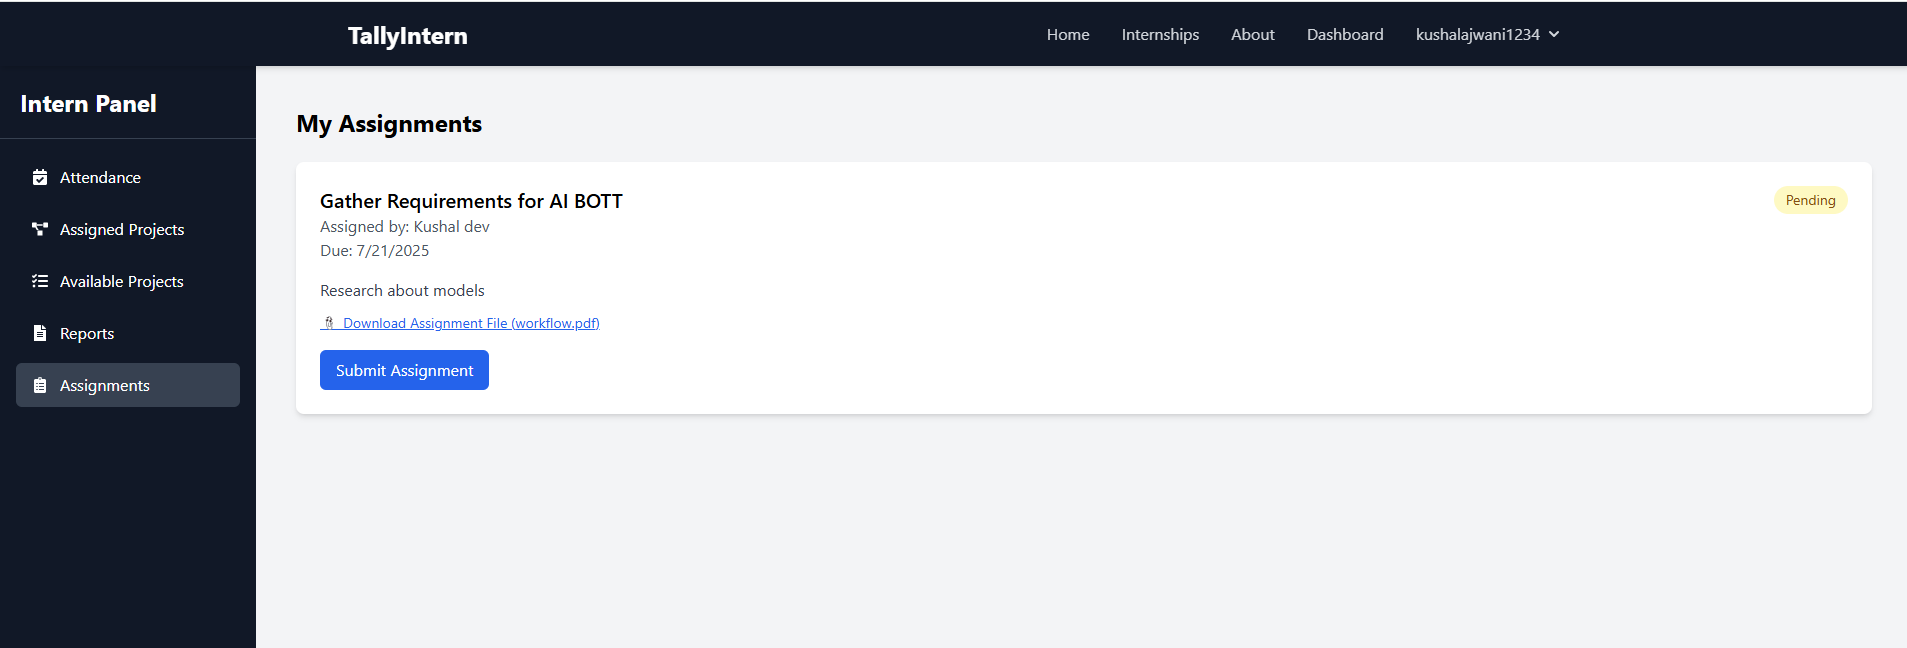 TallyIntern
Home
Internships
About
Dashboard
kushalajwani1234
Intern Panel
Attendance
Assigned Projects
Available Projects
Reports
Assignments
My Assignments
Gather Requirements for AI BOTT
Pending
Assigned by: Kushal dev
Due: 7/21/2025
Research about models
Download Assignment File (workflow.pdf)
Submit Assignment